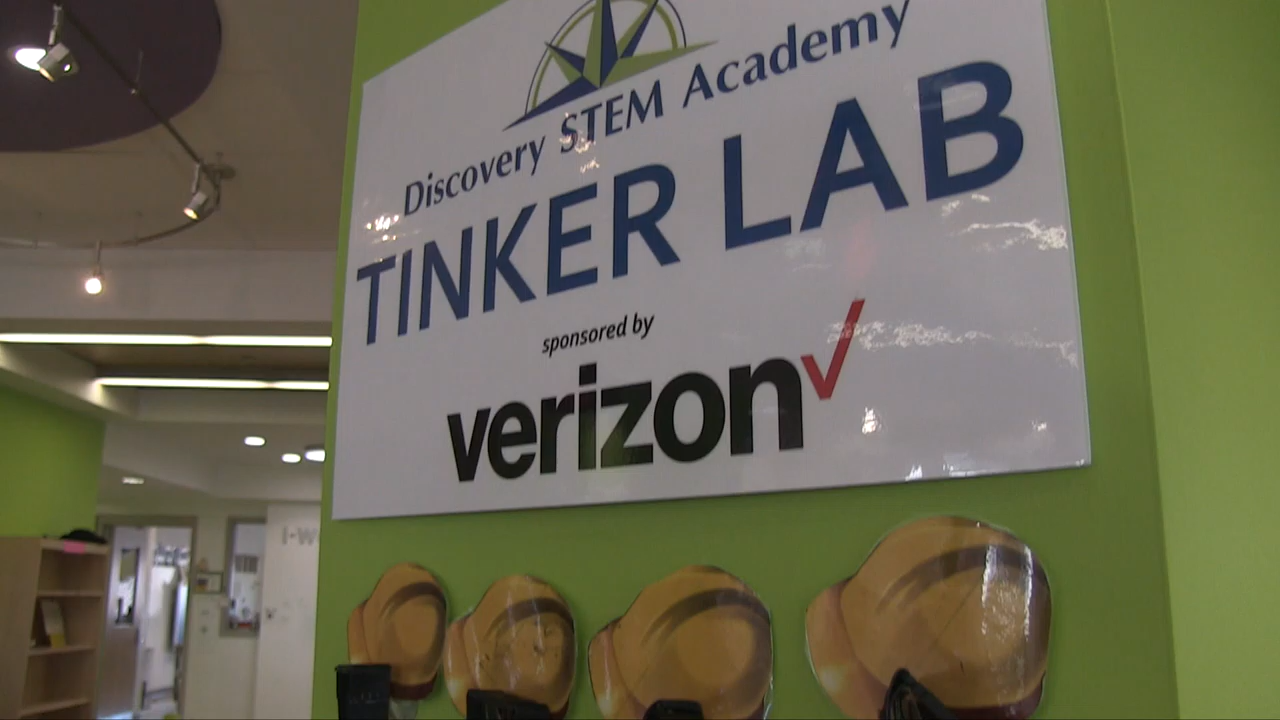 Discovery STEM Academy
TINKER LAB
sponsored by
verizon✓
I-W